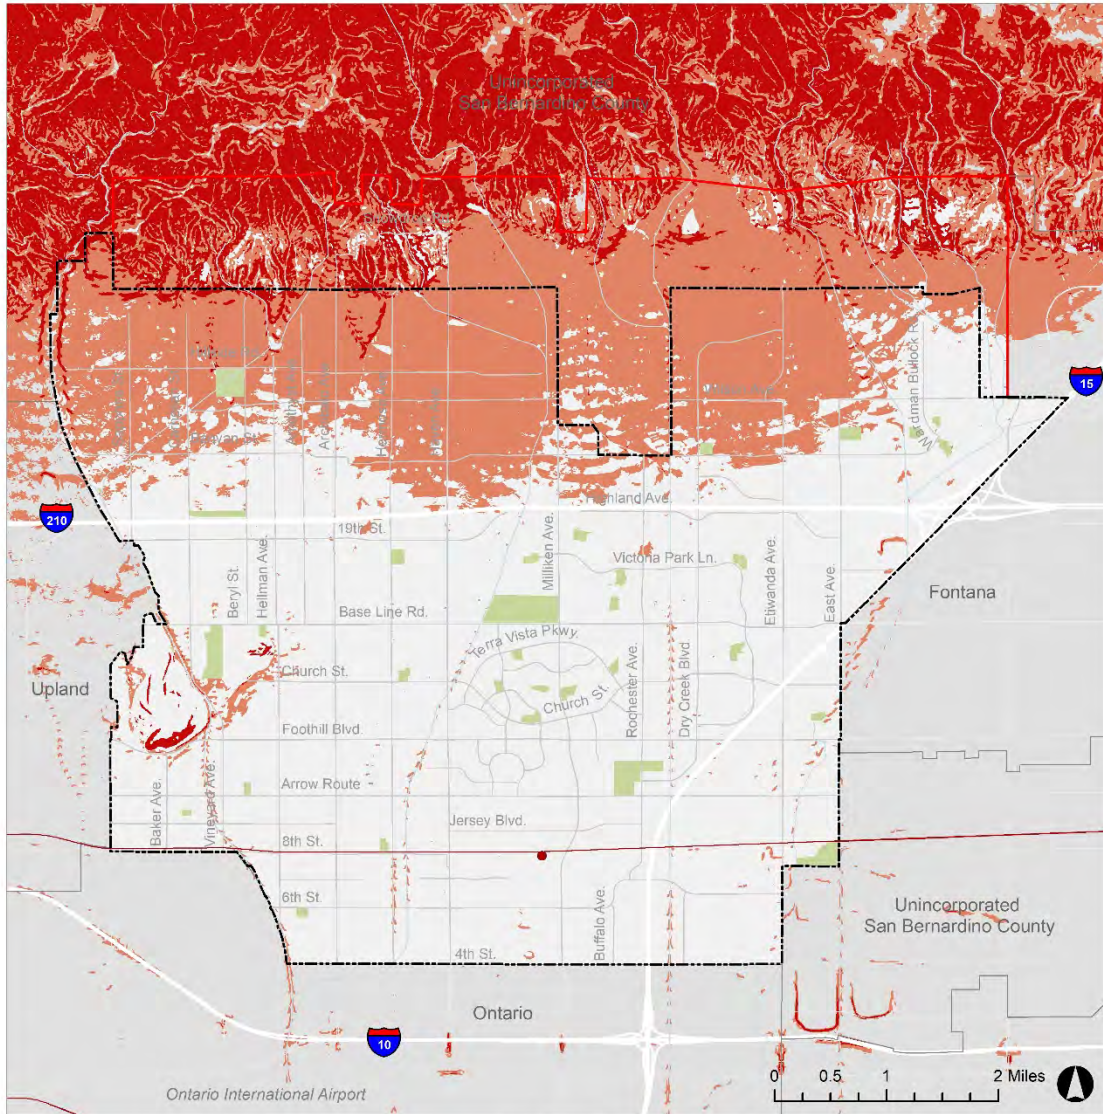 Unincorporated
San Bernardino County
15
Wardman Bullock R
210
Highland Ave.
19th St.
Milliken Ave.
Victoria Park Ln.
Beryl St.
Hellman Ave.
Etiwanda Ave.
East Ave.
Fontana
Base Line Rd.
Terra Vista Pkwy.
Upland
Church St.
Church St.
Rochester Ave.
Dry Creek Blvd
Foothill Blvd.
Baker Ave.
Vineyard Ave.
Arrow Route
Jersey Blvd.
8th St.
6th St.
Buffalo Ave.
Unincorporated
San Bernardino County
4th St.
Ontario
10
0 0.5 1 2 Miles
Ontario International Airport